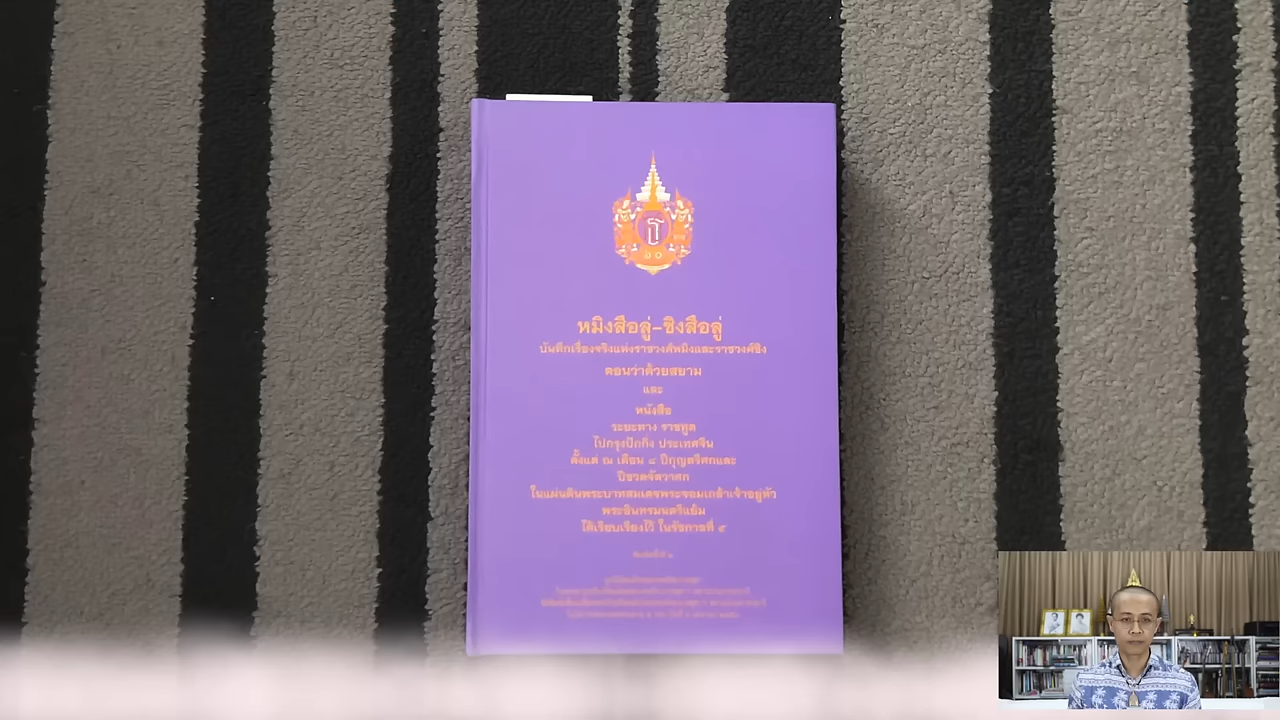 ธ
๖๐
หมิงสือลู่-ชิงสือลู่
บันทึกเรื่องจริงแห่งราชวงศ์หมิงและราชวงศ์ชิง
ตอนว่าด้วยสยาม
และ
หนังสือ
ระยะทาง ราชทูต
ไปกรุงปักกิ่ง ประเทศจีน
ตั้งแต่ ณ เดือน ๘ ปีกุญตรีศกและ
ปีชวดจัตวาศก
ในแผ่นดินพระบาทสมเดจพระจอมเกล้าเจ้าอยู่หัว
พระอินทรมนตรีแย้ม
ได้เรียบเรียงไว้ ในรัชกาลที่ ๔